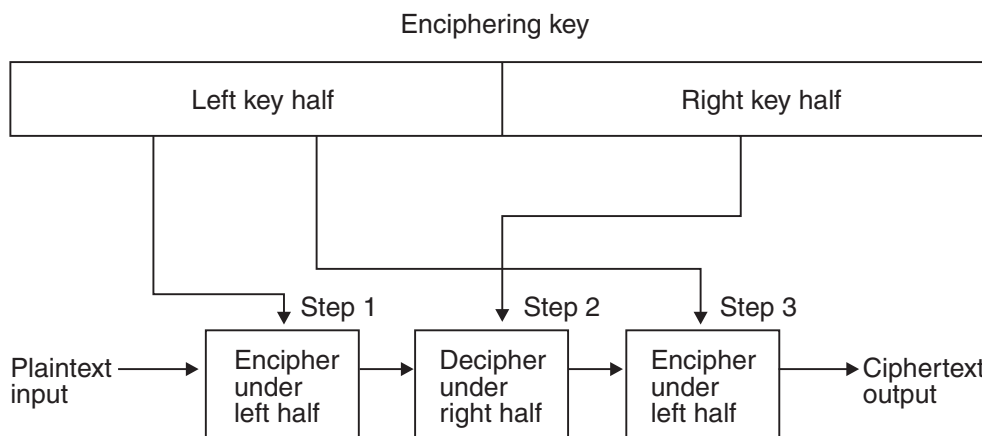 Enciphering key
Left key half
Right key half
Step 1
Step 2
Step 3
Plaintext
input
Encipher
under
left half
Decipher
under
right half
Encipher
under
left half
Ciphertext
output